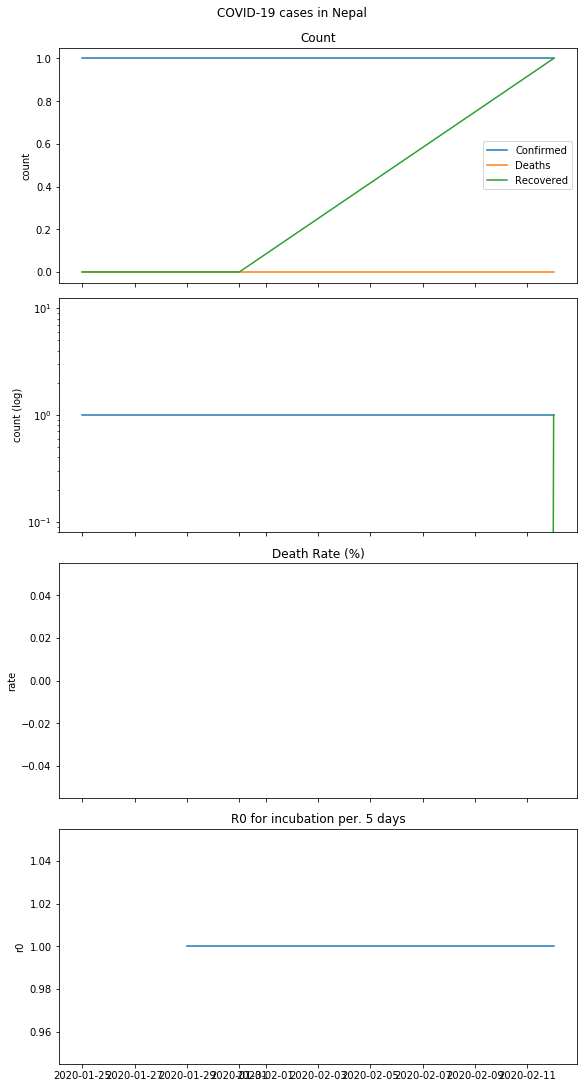 COVID-19 cases in Nepal
Count
1.0
0.8
0.6
0.4
0.2
0.0
count
Confirmed
Deaths
Recovered
10¹
10⁰
10⁻¹
count (log)
Death Rate (%)
0.04
0.02
0.00
−0.02
−0.04
rate
R0 for incubation per. 5 days
1.04
1.02
1.00
0.98
0.96
r0
2020-01-25 2020-01-27 2020-01-29 2020-01-31 2020-02-01 2020-02-03 2020-02-05 2020-02-07 2020-02-09 2020-02-11